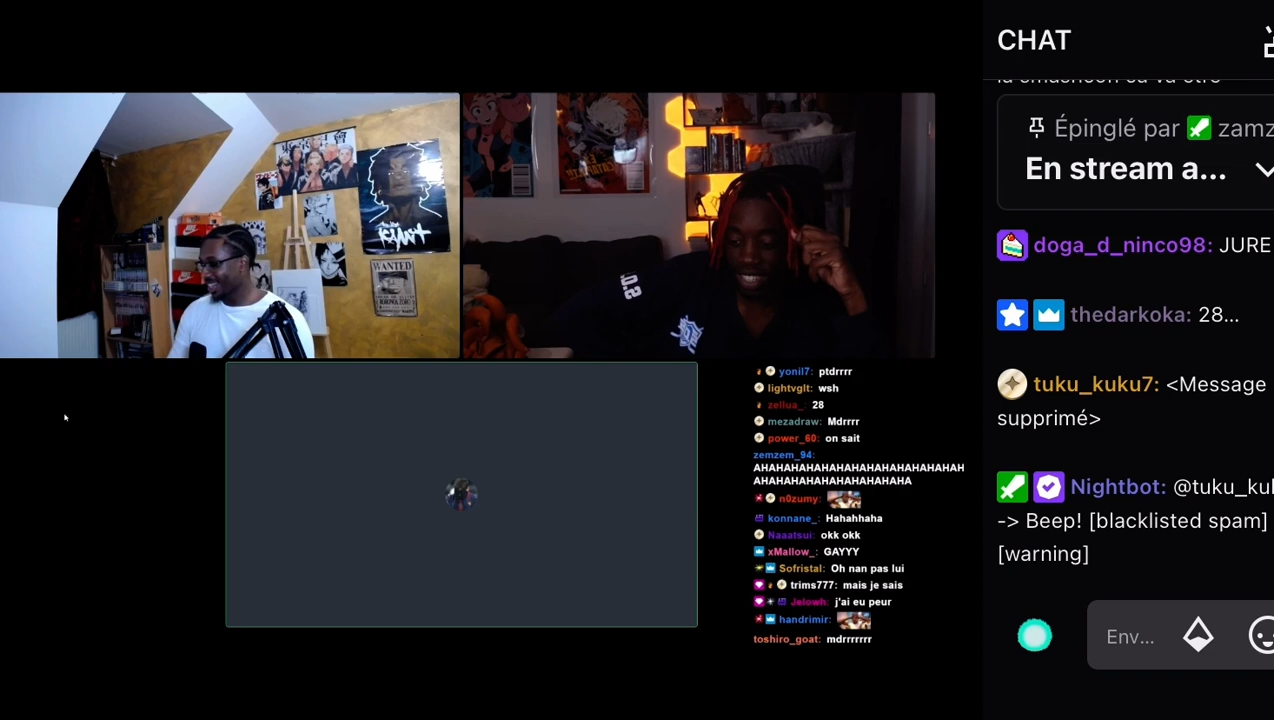 CHAT
Épinglé par zamz
En stream a...
doga_d_ninco98: JURE
thedarkoka: 28...
tuku_kuku7: <Message
supprimé>
Nightbot: @tuku_kul
-> Beep! [blacklisted spam]
[warning]
Env...
WANTED
yonil7: ptdrrrr
lightvglt: wsh
zellua_: 28
mezadraw: Mdrrrr
power_60: on sait
zemzem_94:
AHAHAHAHAHAHAHAHAHAHAHAHAHAH
AHAHAHAHAHAHAHAHAHAHA
n0zumy:
konnane_: Hahahhaha
Naaatsui: okk okk
xMallow_: GAYYY
Sofristal: Oh nan pas lui
trims777: mais je sais
Jelowh: j'ai eu peur
handrimir:
toshiro_goat: mdrrrrrrr